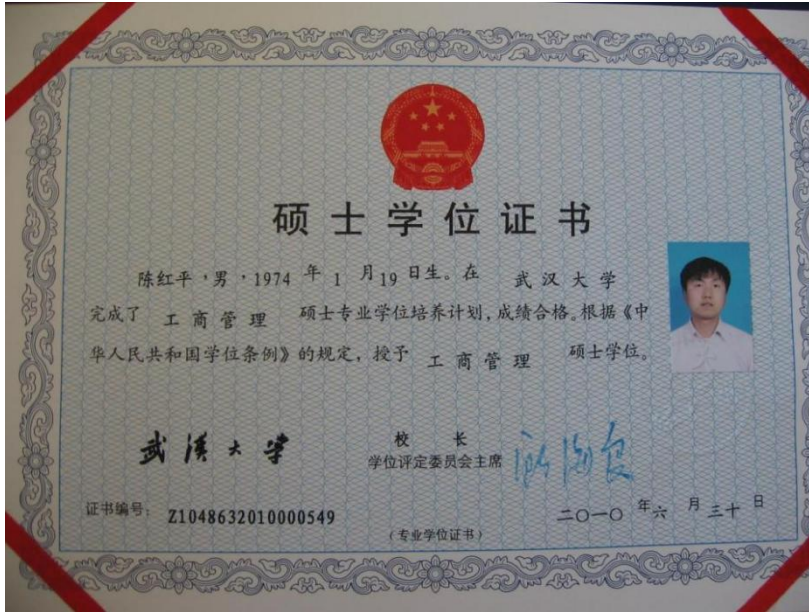 硕士学位证书
陈红平，男，1974 年 1 月 19 日生。在 武汉大学
完成了 工商管理 硕士专业学位培养计划，成绩合格。根据《中
华人民共和国学位条例》的规定，授予 工商管理 硕士学位。
武漢大学
校长
学位评定委员会主席
证书编号： Z1048632010000549
（专业学位证书）
二○一○ 年六 月 三十 日